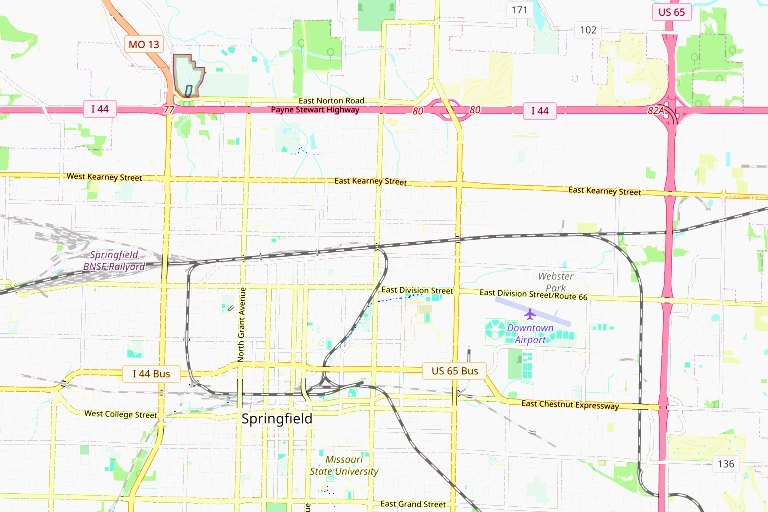 171
US 65
102
MO 13
East Norton Road
I 44
77
Payne Stewart Highway
80
80
I 44
82A
West Kearney Street
East Kearney Street
East Kearney Street
Springfield
BNSF Railyard
Webster
Park
East Division Street
East Division Street/Route 66
North Grant Avenue
Downtown
Airport
I 44 Bus
US 65 Bus
West College Street
East Chestnut Expressway
Springfield
Missouri
State University
136
East Grand Street